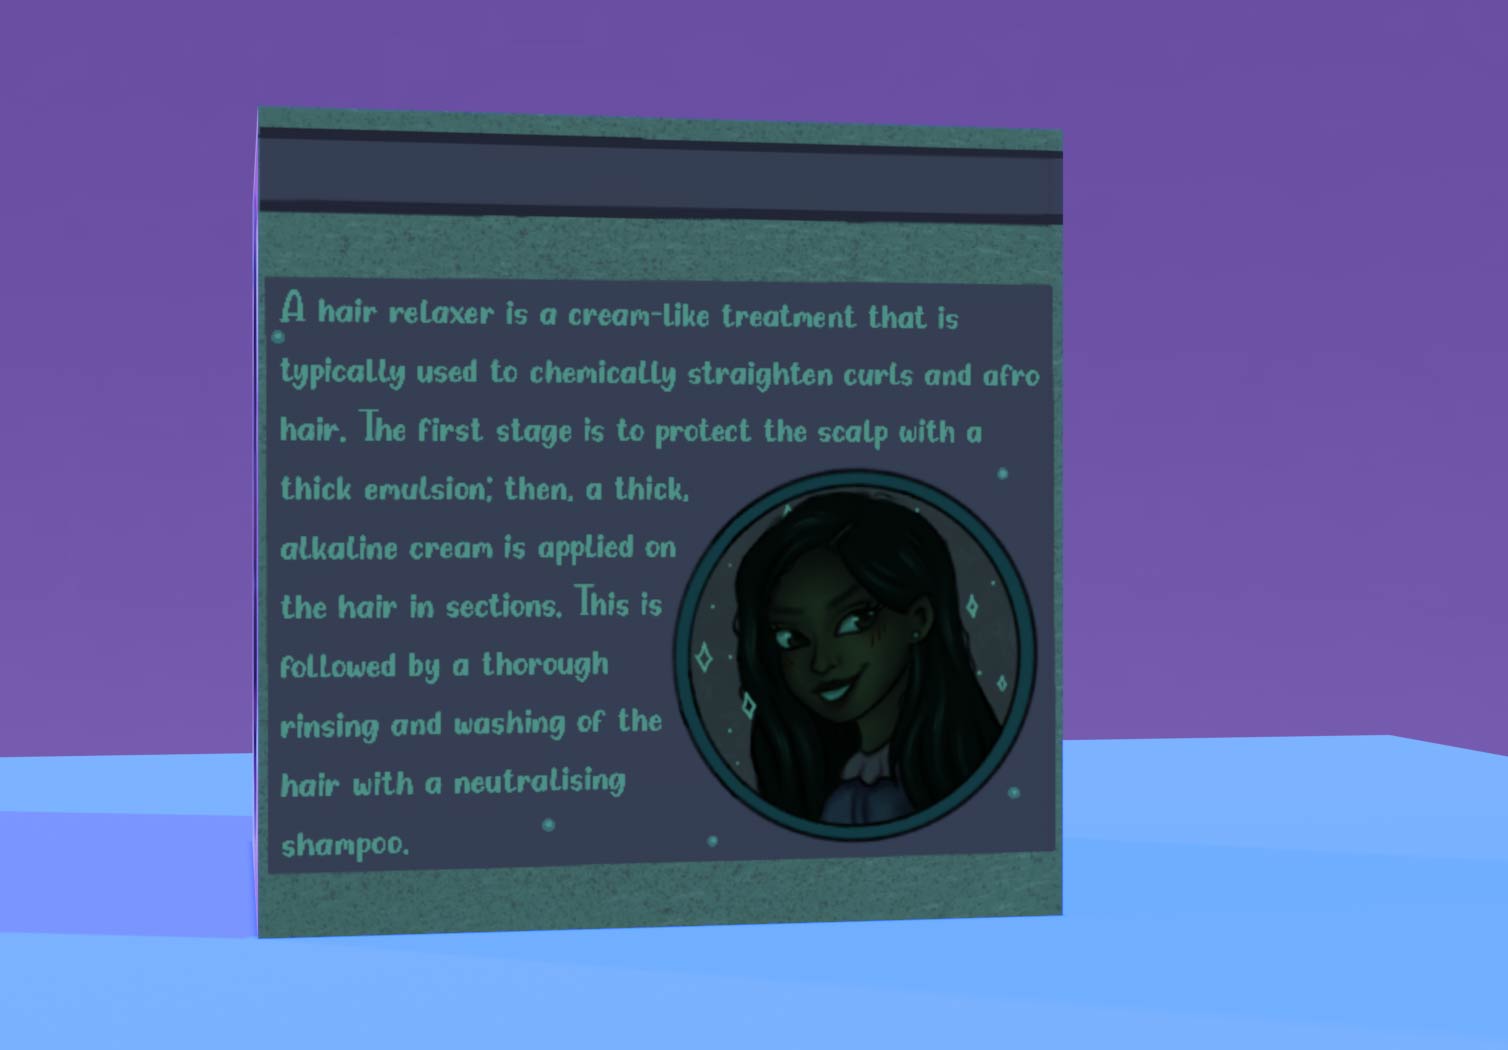 A hair relaxer is a cream-like treatment that is
typically used to chemically straighten curls and afro
hair. The first stage is to protect the scalp with a
thick emulsion; then, a thick,
alkaline cream is applied on
the hair in sections. This is
followed by a thorough
rinsing and washing of the
hair with a neutralising
shampoo.